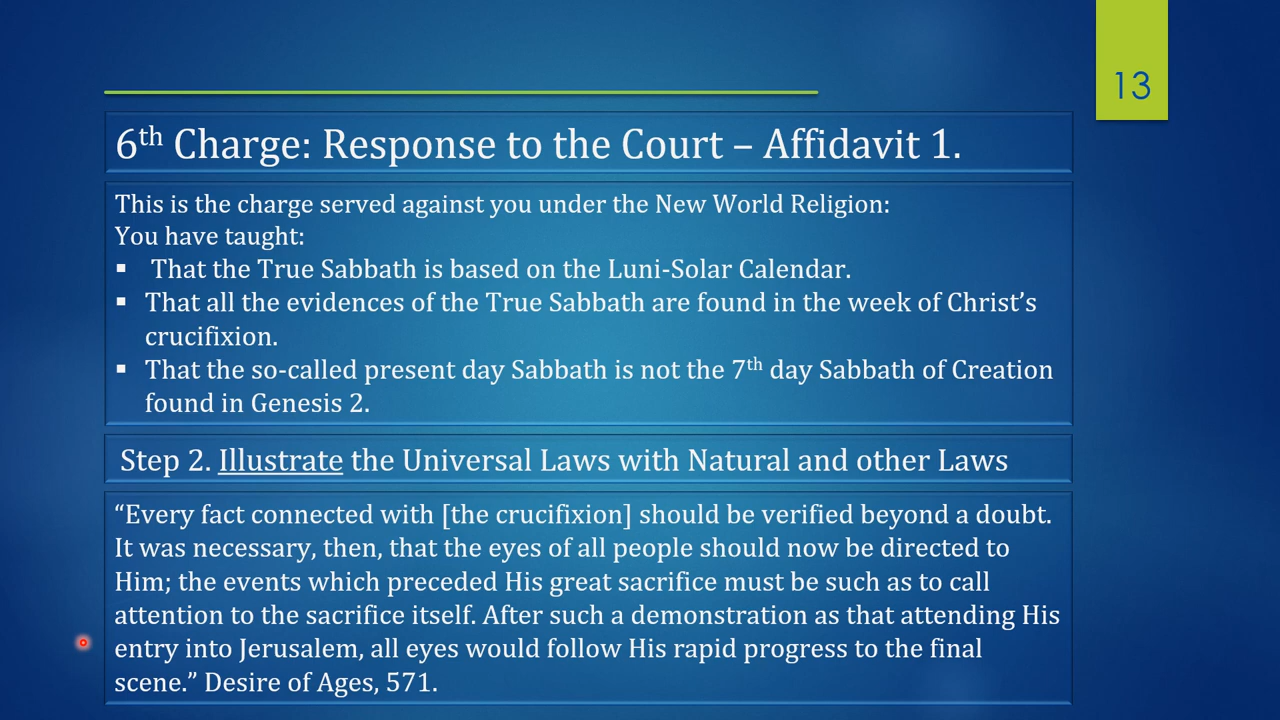 13
6th Charge: Response to the Court – Affidavit 1.
This is the charge served against you under the New World Religion:
You have taught:
▪ That the True Sabbath is based on the Luni-Solar Calendar.
▪ That all the evidences of the True Sabbath are found in the week of Christ’s
crucifixion.
▪ That the so-called present day Sabbath is not the 7th day Sabbath of Creation
found in Genesis 2.
Step 2. Illustrate the Universal Laws with Natural and other Laws
“Every fact connected with [the crucifixion] should be verified beyond a doubt.
It was necessary, then, that the eyes of all people should now be directed to
Him; the events which preceded His great sacrifice must be such as to call
attention to the sacrifice itself. After such a demonstration as that attending His
entry into Jerusalem, all eyes would follow His rapid progress to the final
scene.” Desire of Ages, 571.